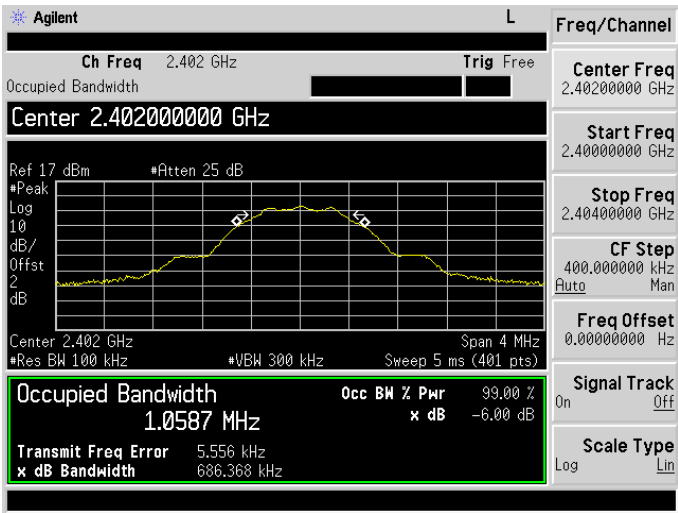 Agilent L
Ch Freq 2.402 GHz Trig Free
Occupied Bandwidth
Center 2.402000000 GHz
Ref 17 dBm #Atten 25 dB
#Peak
Log
10
dB/
Offst
2
dB
Center 2.402 GHz Span 4 MHz
#Res BW 100 kHz #VBW 300 kHz Sweep 5 ms (401 pts)
Occupied Bandwidth Occ BW % Pwr 99.00 %
1.0587 MHz x dB -6.00 dB
Transmit Freq Error 5.556 kHz
x dB Bandwidth 686.368 kHz
Freq/Channel
Center Freq
2.40200000 GHz
Start Freq
2.40000000 GHz
Stop Freq
2.40400000 GHz
CF Step
400.000000 kHz
Auto Man
Freq Offset
0.00000000 Hz
Signal Track
On Off
Scale Type
Log Lin